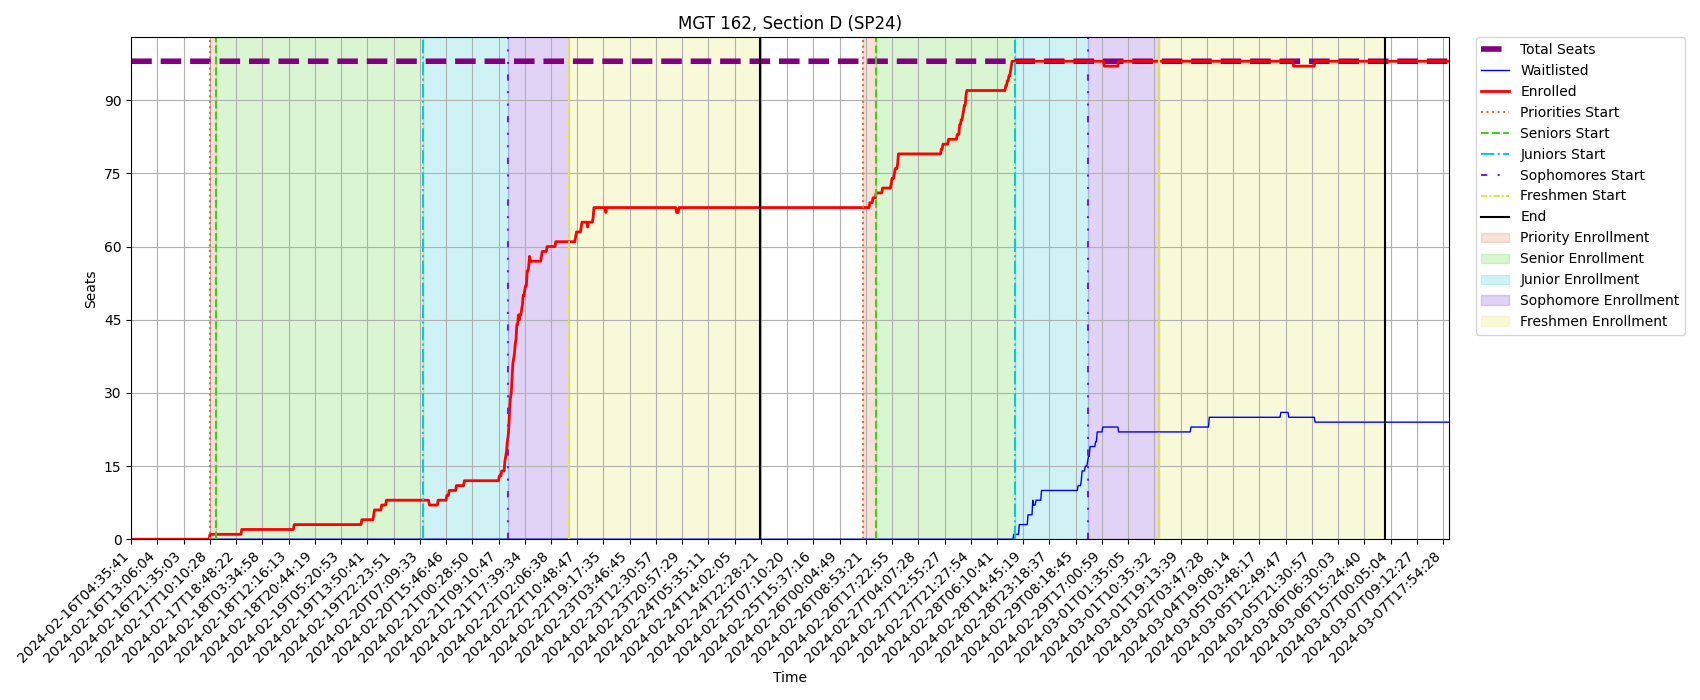 MGT 162, Section D (SP24)
Total Seats
Waitlisted
Enrolled
Priorities Start
Seniors Start
Juniors Start
Sophomores Start
Freshmen Start
End
Priority Enrollment
Senior Enrollment
Junior Enrollment
Sophomore Enrollment
Freshmen Enrollment
Seats
90
75
60
45
30
15
0
2024-02-16T04:35:41
2024-02-16T13:06:04
2024-02-16T21:35:03
2024-02-17T10:10:28
2024-02-17T18:48:22
2024-02-18T03:34:58
2024-02-18T12:16:13
2024-02-18T20:44:19
2024-02-19T05:20:53
2024-02-19T13:50:41
2024-02-19T22:23:51
2024-02-20T07:09:33
2024-02-20T15:46:46
2024-02-21T00:28:50
2024-02-21T09:10:47
2024-02-21T17:39:34
2024-02-22T02:06:38
2024-02-22T10:48:47
2024-02-22T19:17:35
2024-02-23T03:46:45
2024-02-23T12:30:57
2024-02-23T20:57:29
2024-02-24T05:35:11
2024-02-24T14:02:05
2024-02-24T22:28:21
2024-02-25T07:10:20
2024-02-25T15:37:16
2024-02-26T00:04:49
2024-02-26T08:53:21
2024-02-26T17:22:55
2024-02-27T04:07:28
2024-02-27T12:55:27
2024-02-27T21:27:54
2024-02-28T06:10:41
2024-02-28T14:45:19
2024-02-28T23:18:37
2024-02-29T08:18:45
2024-02-29T17:00:59
2024-03-01T01:35:05
2024-03-01T10:35:32
2024-03-01T19:13:39
2024-03-02T03:47:28
2024-03-04T19:08:14
2024-03-05T03:48:17
2024-03-05T12:49:47
2024-03-05T21:30:57
2024-03-06T06:30:03
2024-03-06T15:24:40
2024-03-07T00:05:04
2024-03-07T09:12:27
2024-03-07T17:54:28
Time